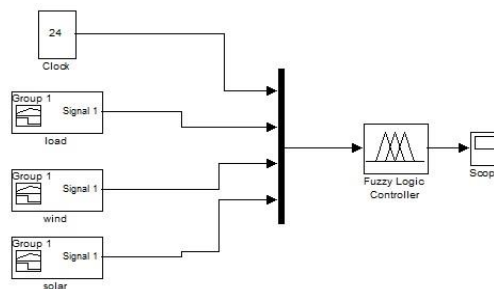 24
Clock
Group 1
Signal 1
load
Group 1
Signal 1
wind
Group 1
Signal 1
solar
Fuzzy Logic
Controller
Scop